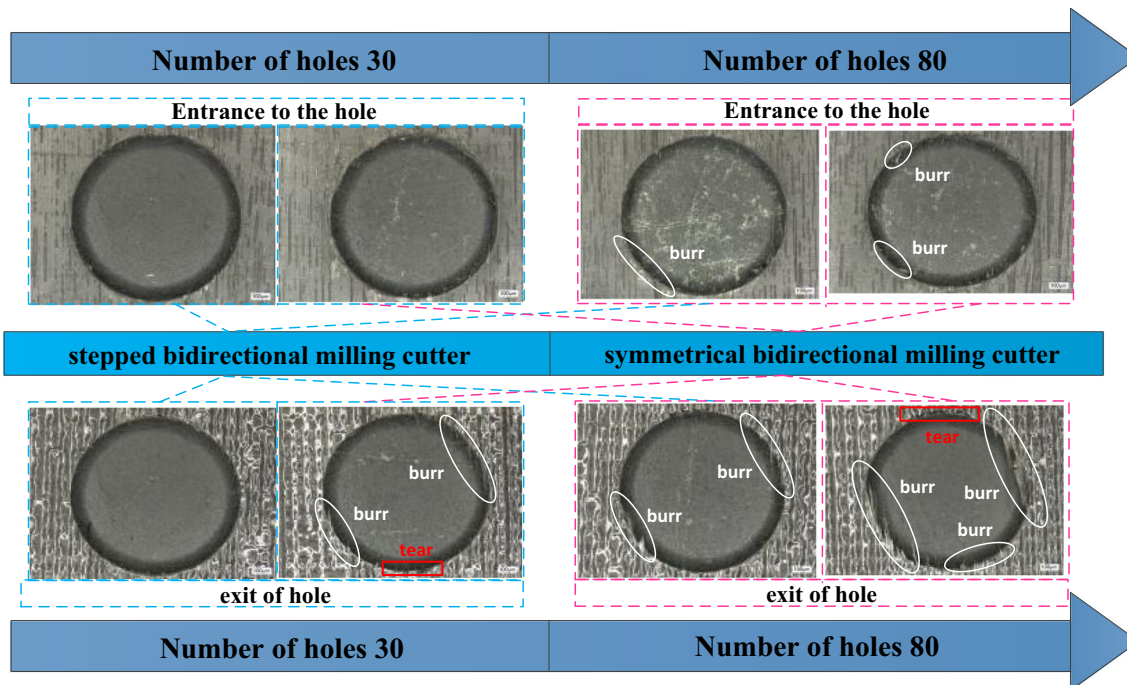 Number of holes 30
Number of holes 80
Entrance to the hole
Entrance to the hole
burr
burr
burr
stepped bidirectional milling cutter
symmetrical bidirectional milling cutter
burr
burr
tear
burr
burr
tear
burr
burr
burr
exit of hole
exit of hole
Number of holes 30
Number of holes 80